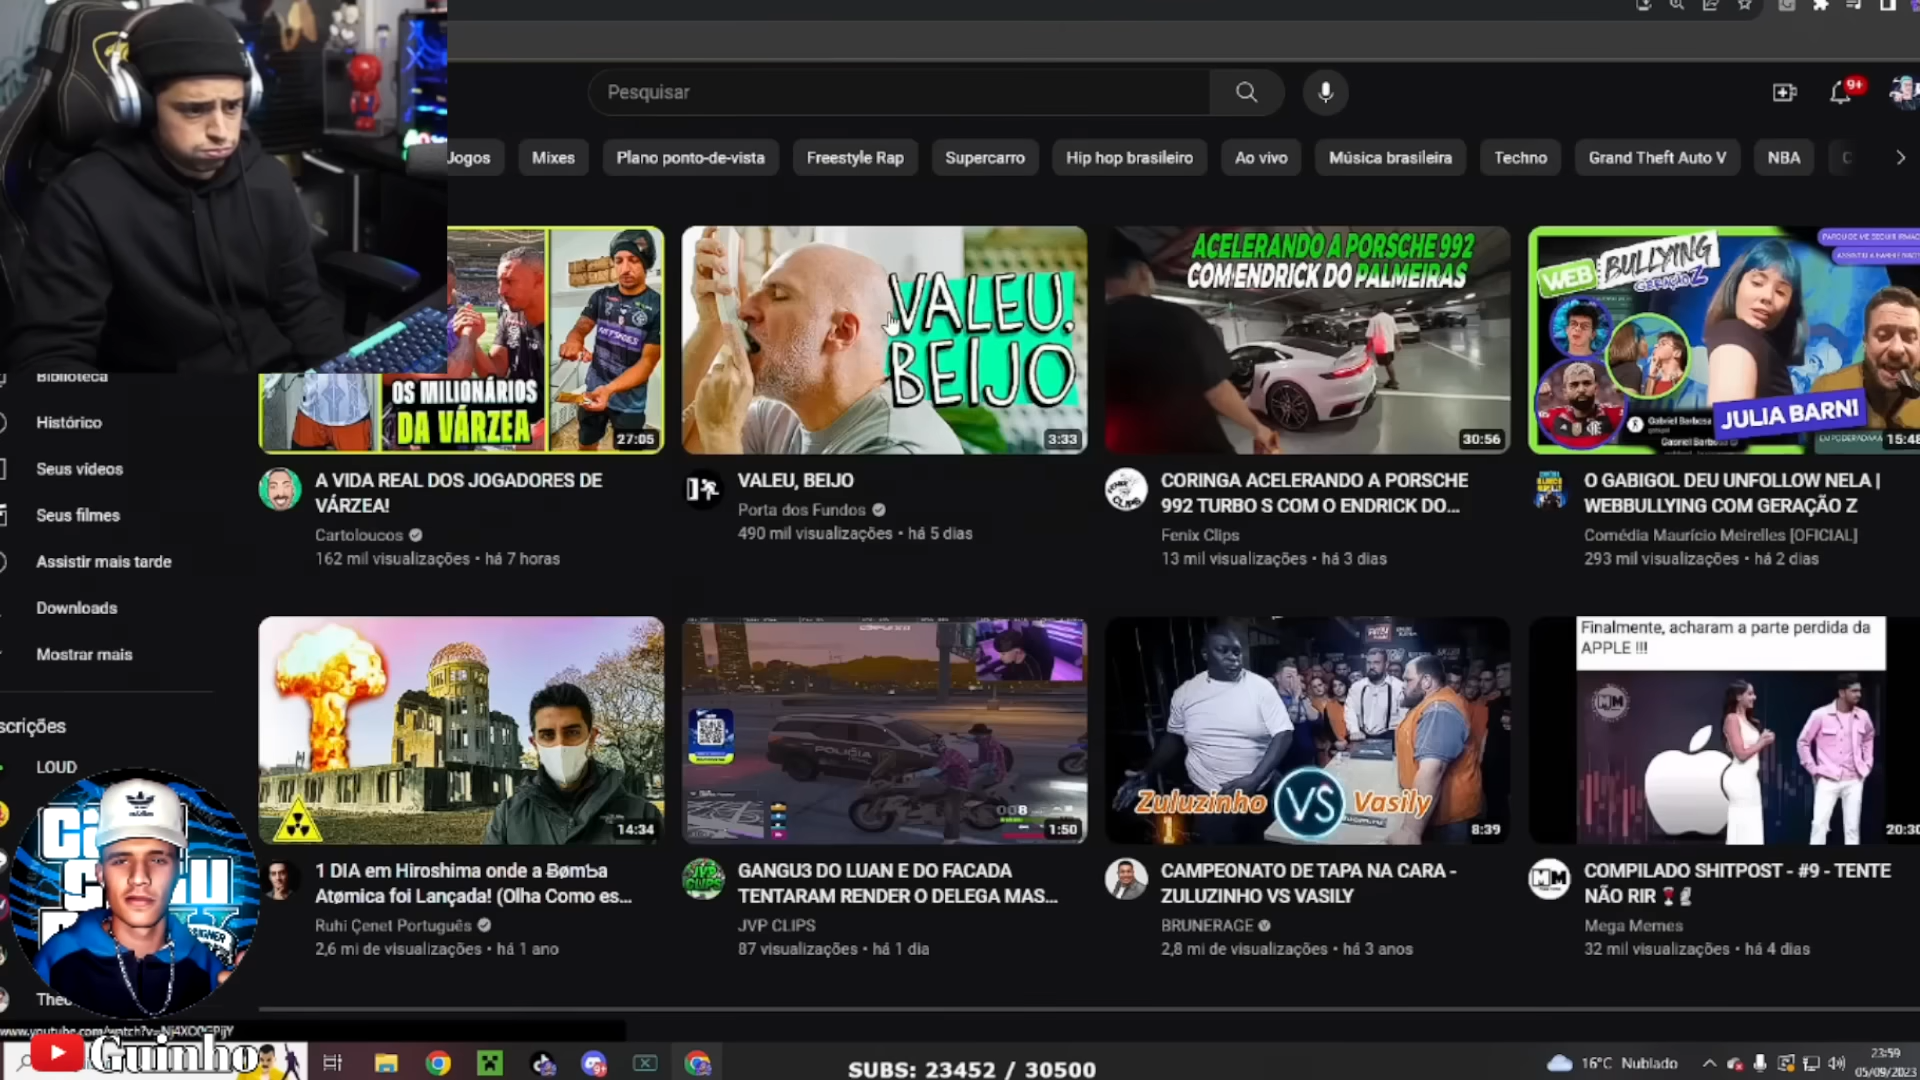 Pesquisar
9+
Jogos
Mixes
Plano ponto-de-vista
Freestyle Rap
Supercarro
Hip hop brasileiro
Ao vivo
Música brasileira
Techno
Grand Theft Auto V
NBA
Biblioteca
Histórico
Seus vídeos
Seus filmes
Assistir mais tarde
Downloads
Mostrar mais
scrições
LOUD
Theo
OS MILIONÁRIOS
DA VÁRZEA
27:05
A VIDA REAL DOS JOGADORES DE
VÁRZEA!
Cartoloucos
162 mil visualizações • há 7 horas
VALEU,
BEIJO
3:33
VALEU, BEIJO
Porta dos Fundos
490 mil visualizações • há 5 dias
ACELERANDO A PORSCHE 992
COM ENDRICK DO PALMEIRAS
30:56
CORINGA ACELERANDO A PORSCHE
992 TURBO S COM O ENDRICK DO...
Fenix Clips
13 mil visualizações • há 3 dias
WEB BULLYING
GERAÇÃO Z
Gabriel Barbosa
JULIA BARNI
15:48
O GABIGOL DEU UNFOLLOW NELA |
WEBBULLYING COM GERAÇÃO Z
Comédia Maurício Meirelles [OFICIAL]
293 mil visualizações • há 2 dias
14:34
1 DIA em Hiroshima onde a Bømba
Atømica foi Lançada! (Olha Como es...
Ruhi Çenet Português
2,6 mi de visualizações • há 1 ano
POLICIA
1:50
GANGU3 DO LUAN E DO FACADA
TENTARAM RENDER O DELEGA MAS...
JVP CLIPS
87 visualizações • há 1 dia
Zuluzinho VS Vasily
8:39
CAMPEONATO DE TAPA NA CARA -
ZULUZINHO VS VASILY
BRUNERAGE
2,8 mi de visualizações • há 3 anos
Finalmente, acharam a parte perdida da
APPLE !!!
20:30
COMPILADO SHITPOST - #9 - TENTE
NÃO RIR
Mega Memes
32 mil visualizações • há 4 dias
Guinho
SUBS: 23452 / 30500
16°C Nublado
23:59
05/09/2023